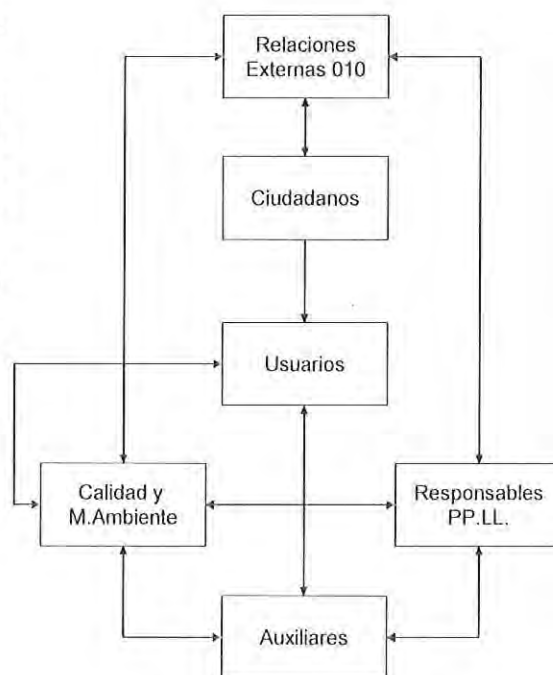 Relaciones
Externas 010
Ciudadanos
Usuarios
Calidad y
M.Ambiente
Responsables
PP.LL.
Auxiliares